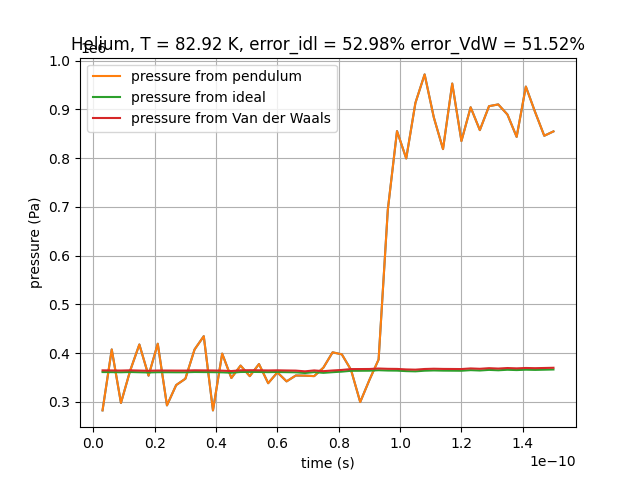 Helium, T = 82.92 K, error_idl = 52.98% error_VdW = 51.52%
1e6
pressure from pendulum
pressure from ideal
pressure from Van der Waals
1.0
0.9
0.8
0.7
0.6
0.5
0.4
0.3
pressure (Pa)
0.0 0.2 0.4 0.6 0.8 1.0 1.2 1.4
time (s)
1e−10